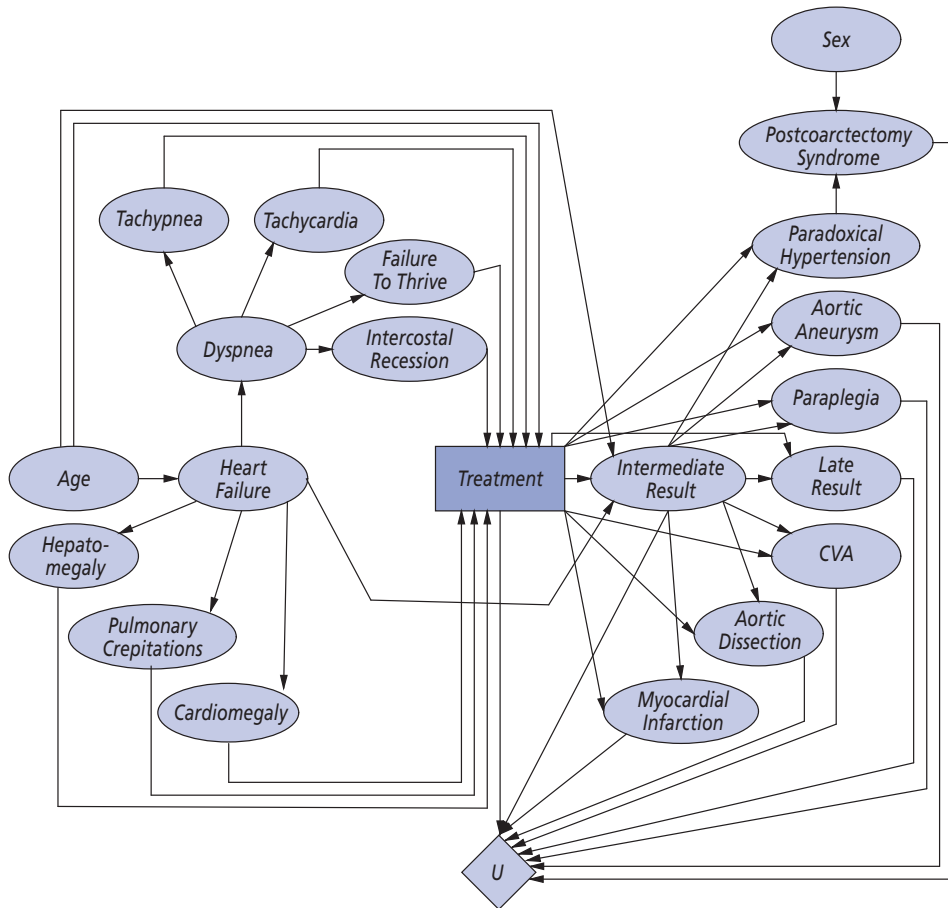 Sex
Postcoarctectomy
Syndrome
Tachypnea
Tachycardia
Paradoxical
Hypertension
Failure
To Thrive
Aortic
Aneurysm
Dyspnea
Intercostal
Recession
Paraplegia
Age
Heart
Failure
Treatment
Intermediate
Result
Late
Result
Hepato-
megaly
CVA
Pulmonary
Crepitations
Aortic
Dissection
Cardiomegaly
Myocardial
Infarction
U